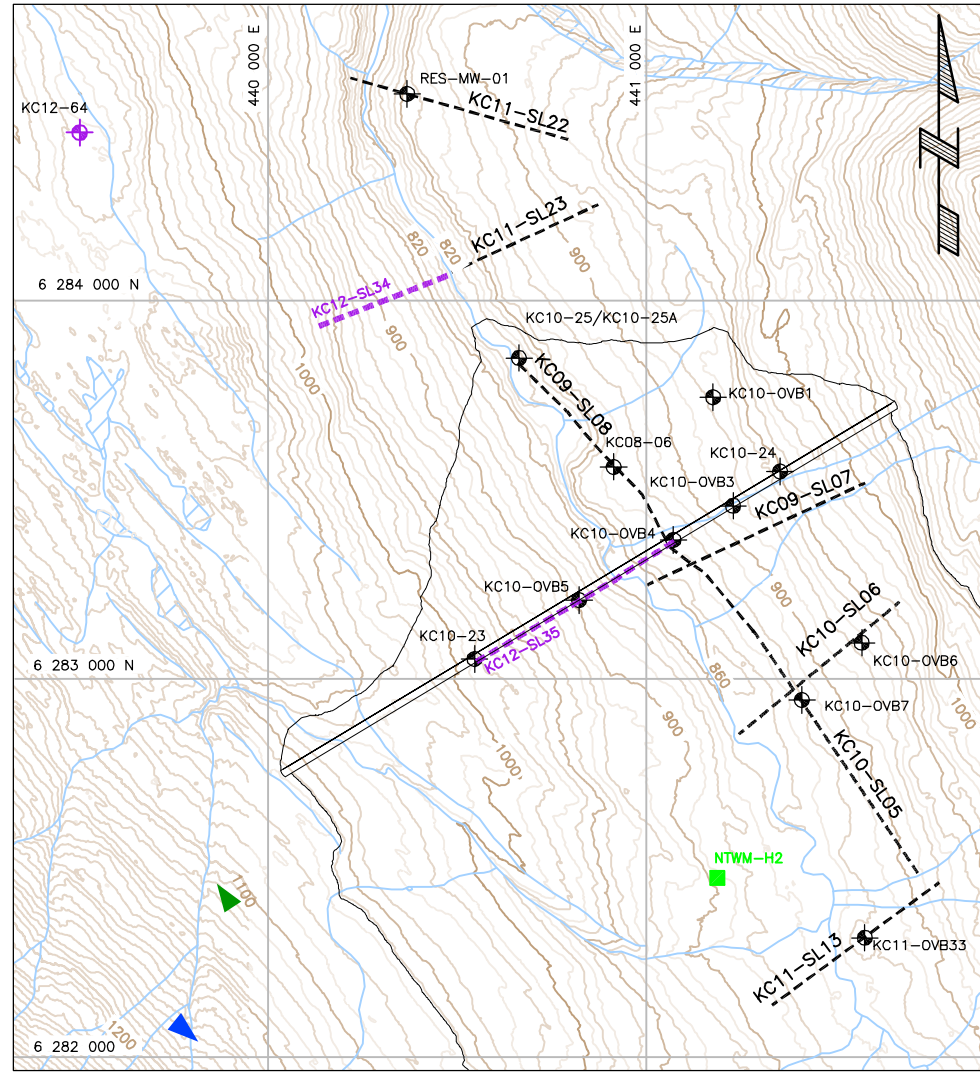 440 000 E
441 000 E
RES-MW-01
KC11-SL22
KC12-64
KC11-SL23
820
820
900
6 284 000 N
KC12-SL34
900
1000
KC10-25/KC10-25A
KC09-SL08
KC10-OVB1
KC08-06
KC10-24
KC10-OVB3
KC09-SL07
KC10-OVB4
KC10-OVB5
900
KC10-SL06
KC10-23
KC12-SL35
KC10-OVB6
6 283 000 N
860
KC10-OVB7
900
1000
1000
KC10-SL05
NTWM-H2
1100
KC11-OVB33
KC11-SL13
1200
6 282 000
N